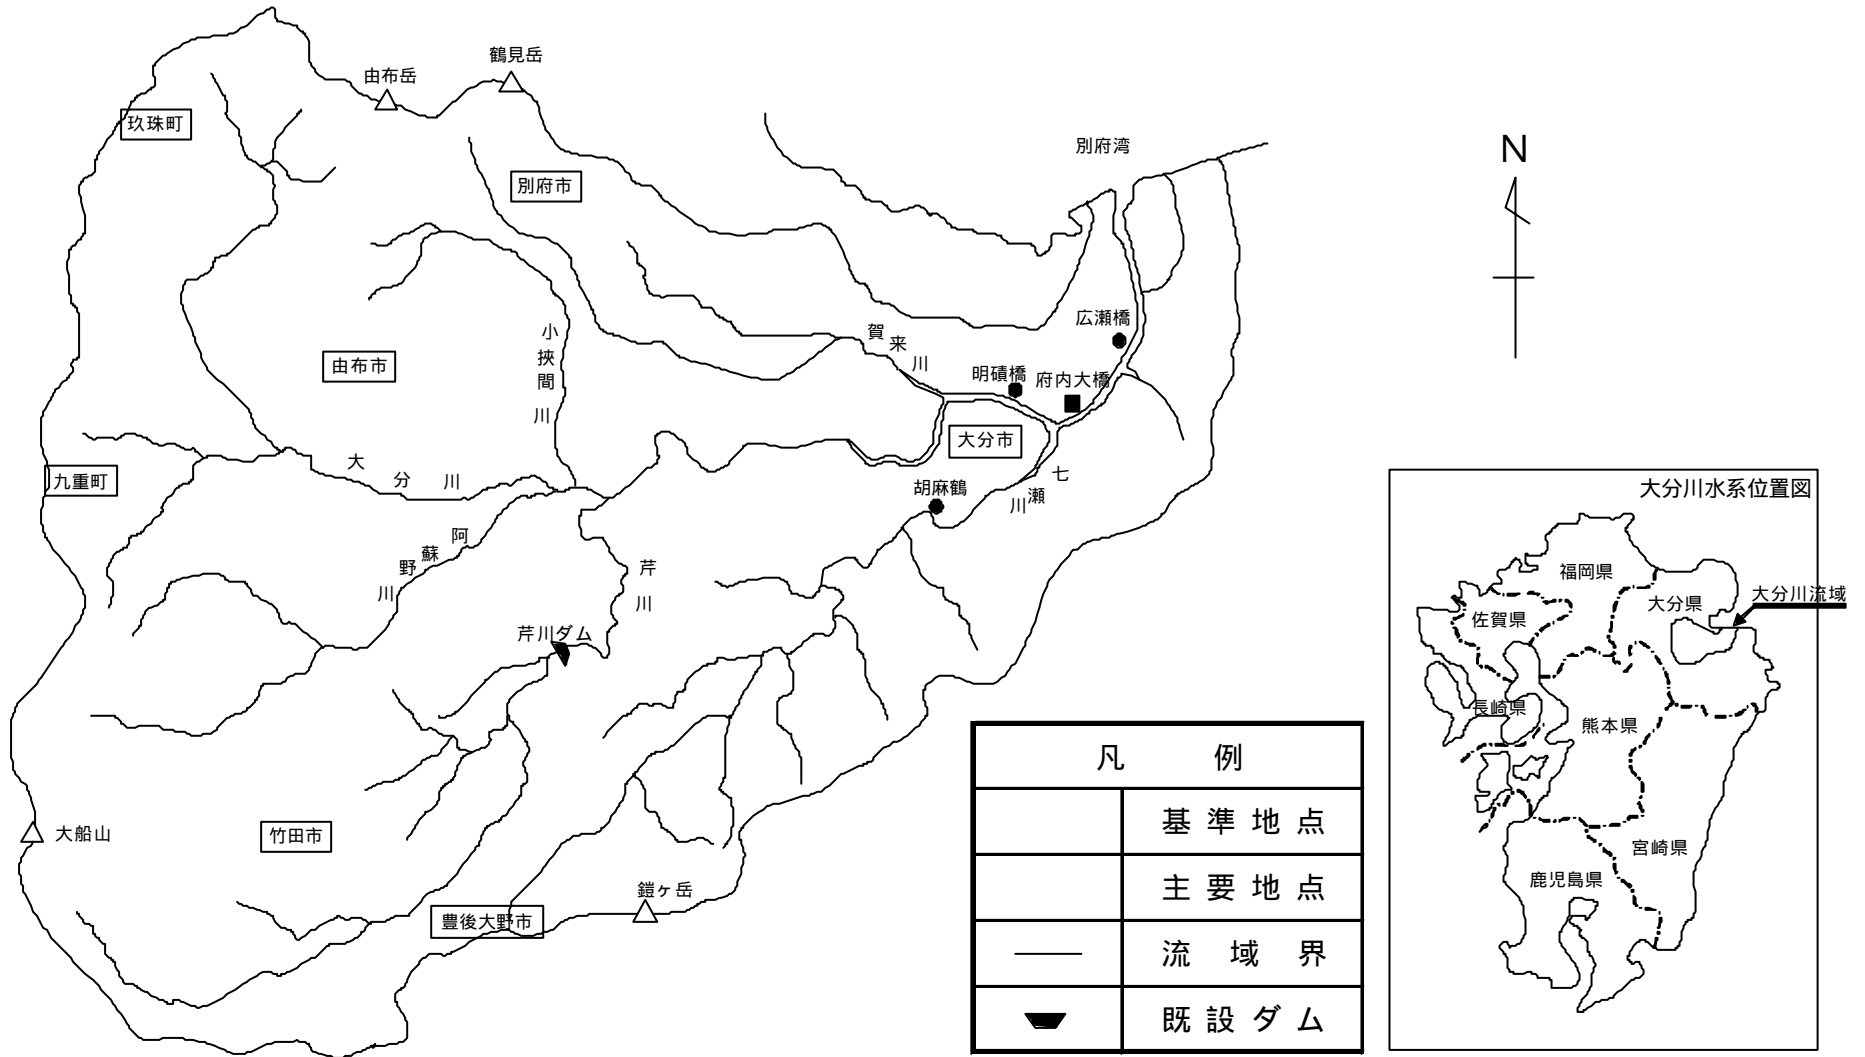 鶴見岳
由布岳
玖珠町
別府湾
N
別府市
広瀬橋
小挾間川
賀来川
由布市
明磧橋
府内大橋
大分市
大分川
九重町
七瀬川
胡麻鶴
大分川水系位置図
阿蘇野川
芹川
福岡県
大分県
大分川流域
佐賀県
芹川ダム
長崎県
熊本県
凡 例
基準地点
大船山
竹田市
宮崎県
主要地点
鹿児島県
鎧ヶ岳
豊後大野市
流域界
既設ダム